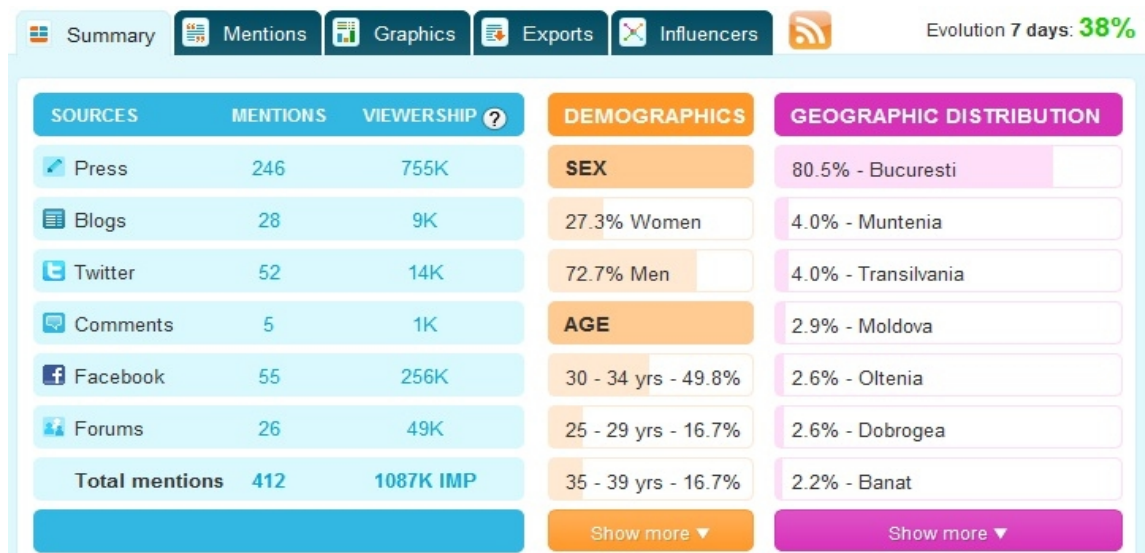 Summary Mentions Graphics Exports Influencers Evolution 7 days: 38%
SOURCES MENTIONS VIEWERSHIP ?
Press 246 755K
Blogs 28 9K
Twitter 52 14K
Comments 5 1K
Facebook 55 256K
Forums 26 49K
Total mentions 412 1087K IMP
DEMOGRAPHICS
SEX
27.3% Women
72.7% Men
AGE
30 - 34 yrs - 49.8%
25 - 29 yrs - 16.7%
35 - 39 yrs - 16.7%
Show more ▼
GEOGRAPHIC DISTRIBUTION
80.5% - Bucuresti
4.0% - Muntenia
4.0% - Transilvania
2.9% - Moldova
2.6% - Oltenia
2.6% - Dobrogea
2.2% - Banat
Show more ▼